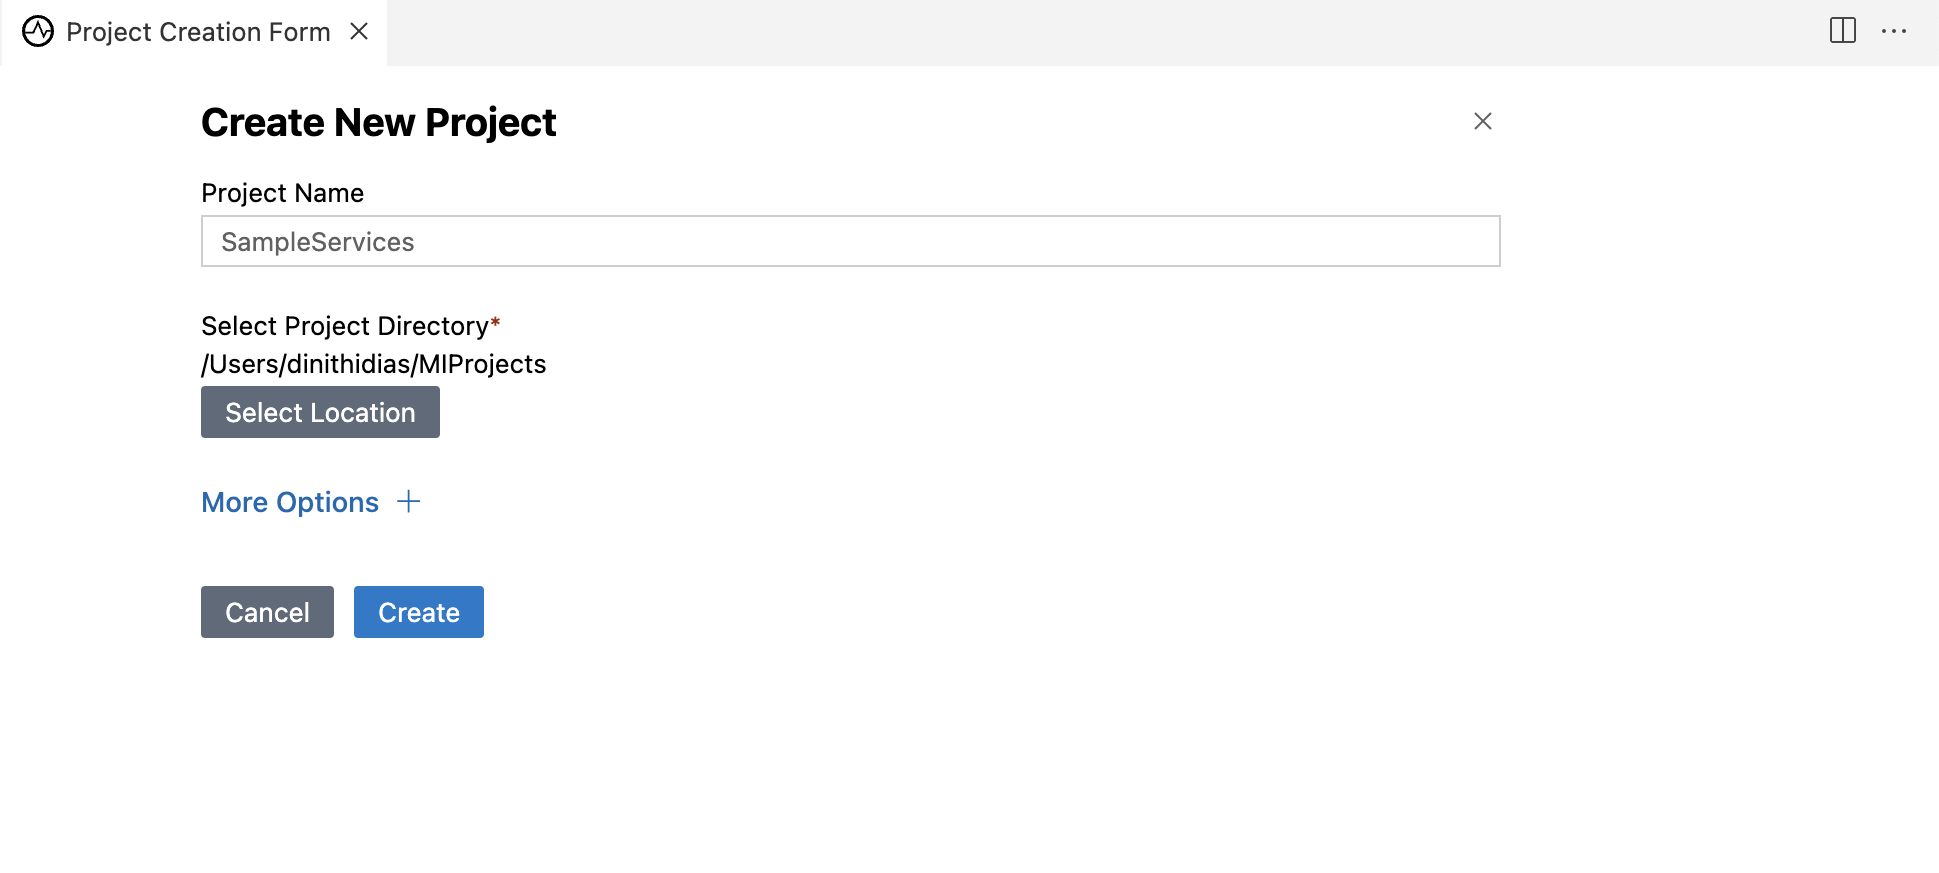 Project Creation Form
Create New Project
Project Name
SampleServices
Select Project Directory*
/Users/dinithidias/MIProjects
Select Location
More Options
Cancel Create